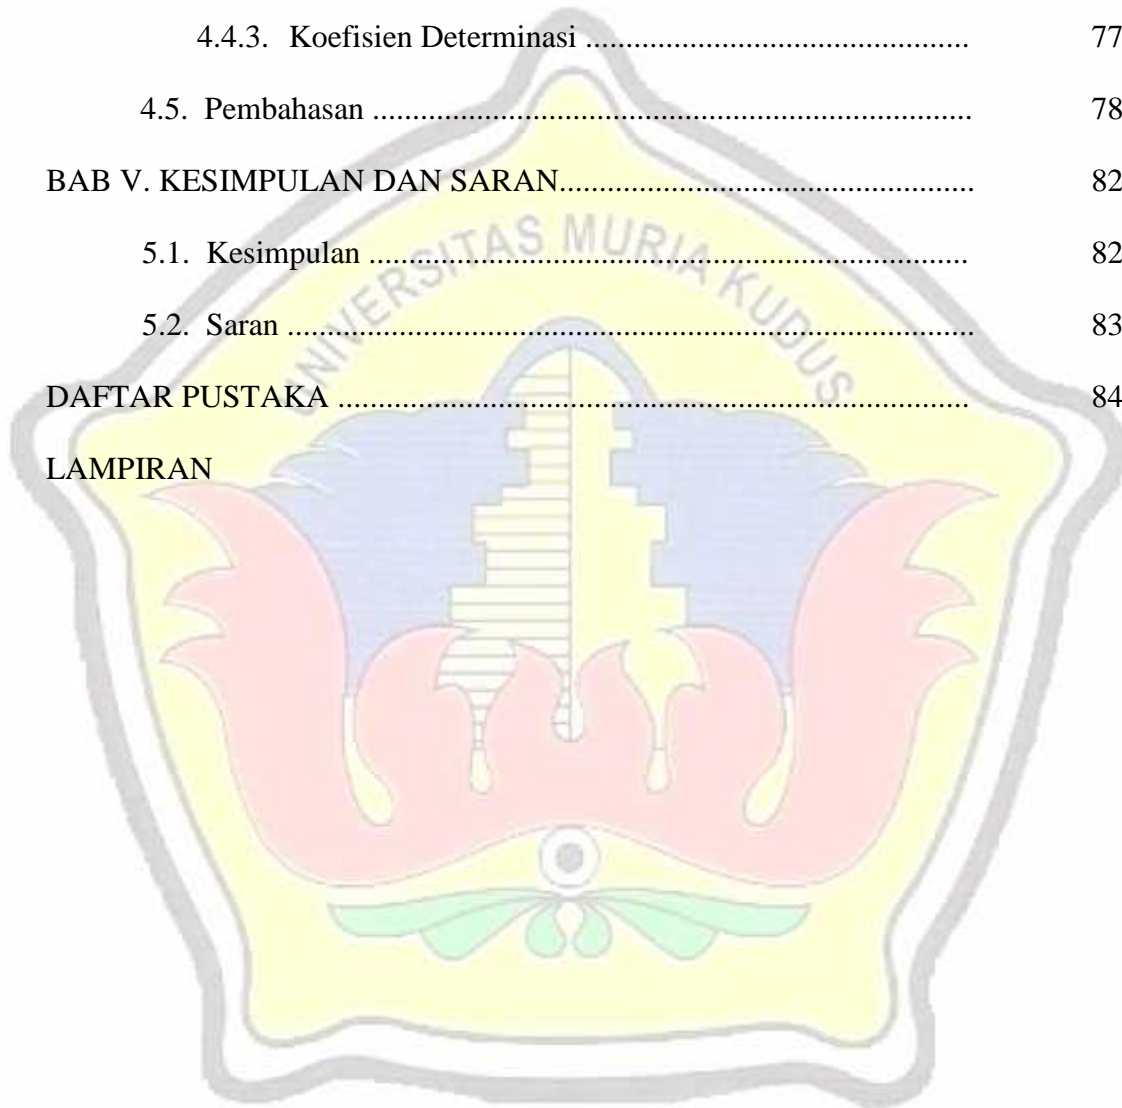 4.4.3. Koefisien Determinasi ................................................ 77
4.5. Pembahasan ........................................................................... 78
BAB V. KESIMPULAN DAN SARAN.................................................... 82
5.1. Kesimpulan ........................................................................... 82
5.2. Saran ...................................................................................... 83
DAFTAR PUSTAKA ............................................................................... 84
LAMPIRAN
UNIVERSITAS MURIA KUDUS